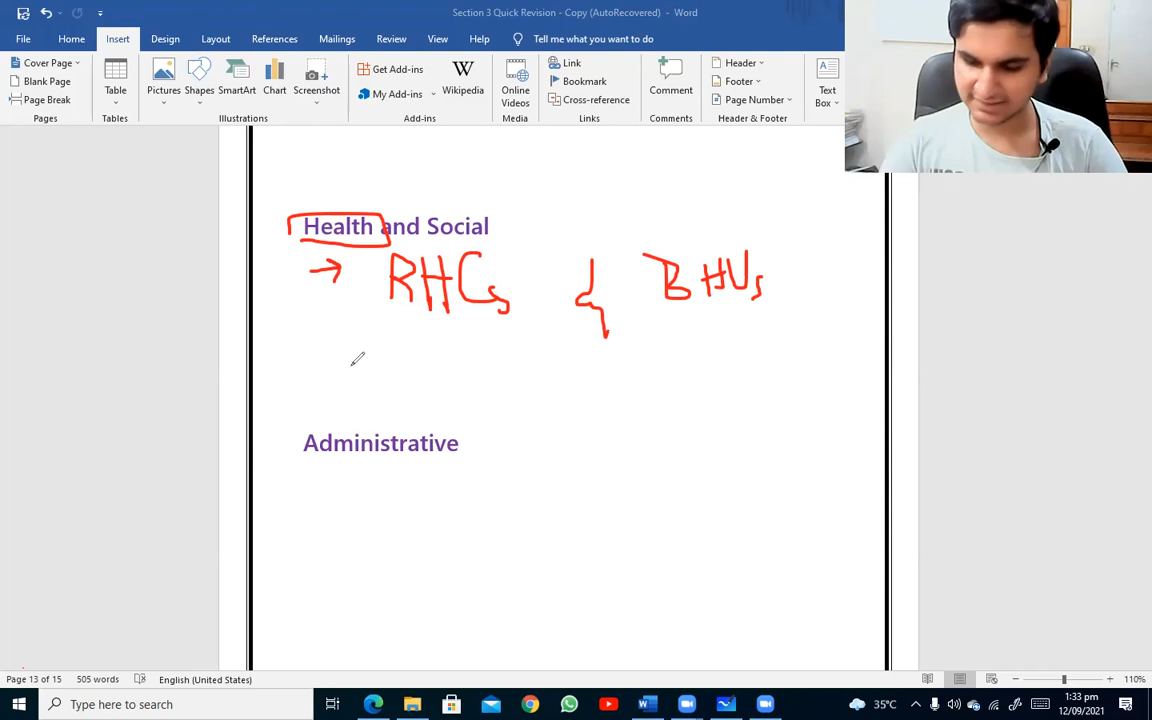 Section 3 Quick Revision - Copy (AutoRecovered) - Word
File Home Insert Design Layout References Mailings Review View Help Tell me what you want to do
Cover Page
Blank Page
Page Break
Pages
Table
Tables
Pictures Shapes SmartArt Chart Screenshot
Illustrations
Get Add-ins
My Add-ins
W
Wikipedia
Add-ins
Online
Videos
Media
Link
Bookmark
Cross-reference
Links
Comment
Comments
Header
Footer
Page Number
Header & Footer
A
Text
Box
Health and Social
→ RHCs & BHUs
Administrative
Page 13 of 15 505 words English (United States) 110%
Type here to search
W
35°C
1:33 pm
12/09/2021